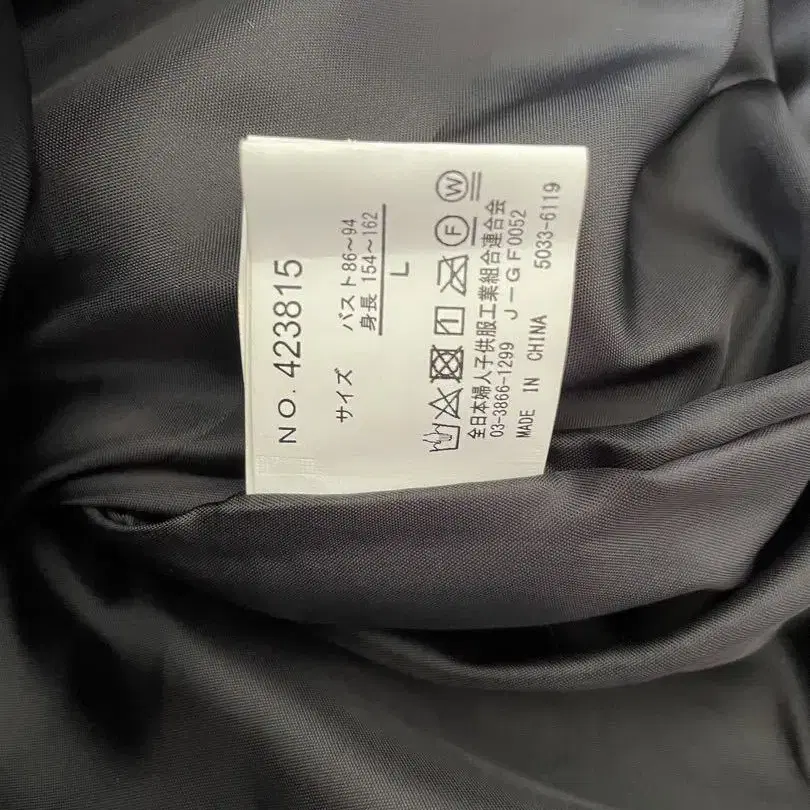 NO. 423815
サイズ バスト86～94
身長 154～162
L
F W
全日本婦人子供服工業組合連合会
03-3866-1299 J-GF0052
MADE IN CHINA 5033-6119